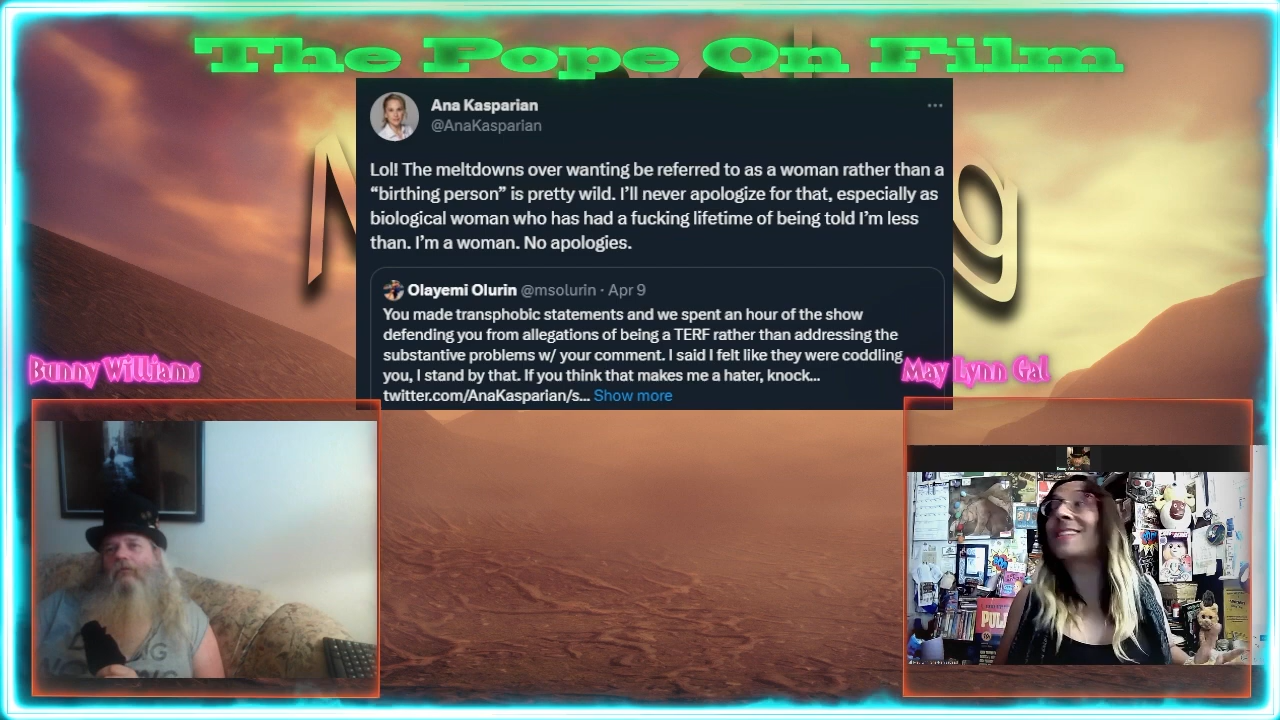 The Pope On Film
Ana Kasparian
@AnaKasparian
Lol! The meltdowns over wanting be referred to as a woman rather than a
“birthing person” is pretty wild. I’ll never apologize for that, especially as
biological woman who has had a fucking lifetime of being told I’m less
than. I’m a woman. No apologies.
Olayemi Olurin @msolurin · Apr 9
You made transphobic statements and we spent an hour of the show
defending you from allegations of being a TERF rather than addressing the
substantive problems w/ your comment. I said I felt like they were coddling
you, I stand by that. If you think that makes me a hater, knock...
twitter.com/AnaKasparian/s... Show more
Bunny Williams
May Lynn Gal